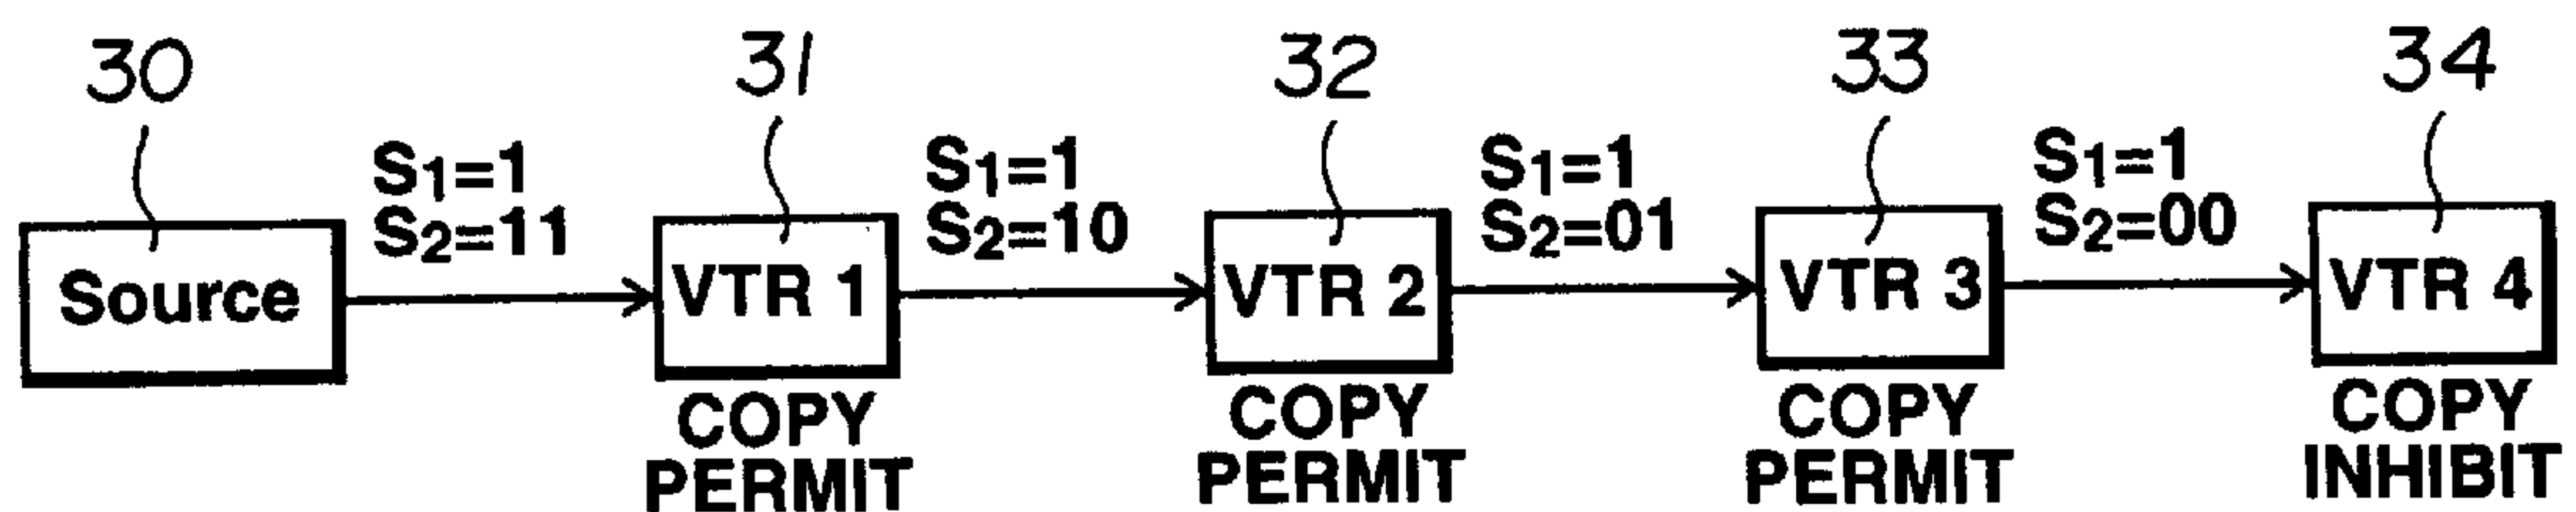 30
31
32
33
34
S1=1
S2=11
S1=1
S2=10
S1=1
S2=01
S1=1
S2=00
Source
VTR 1
VTR 2
VTR 3
VTR 4
COPY
PERMIT
COPY
PERMIT
COPY
PERMIT
COPY
INHIBIT